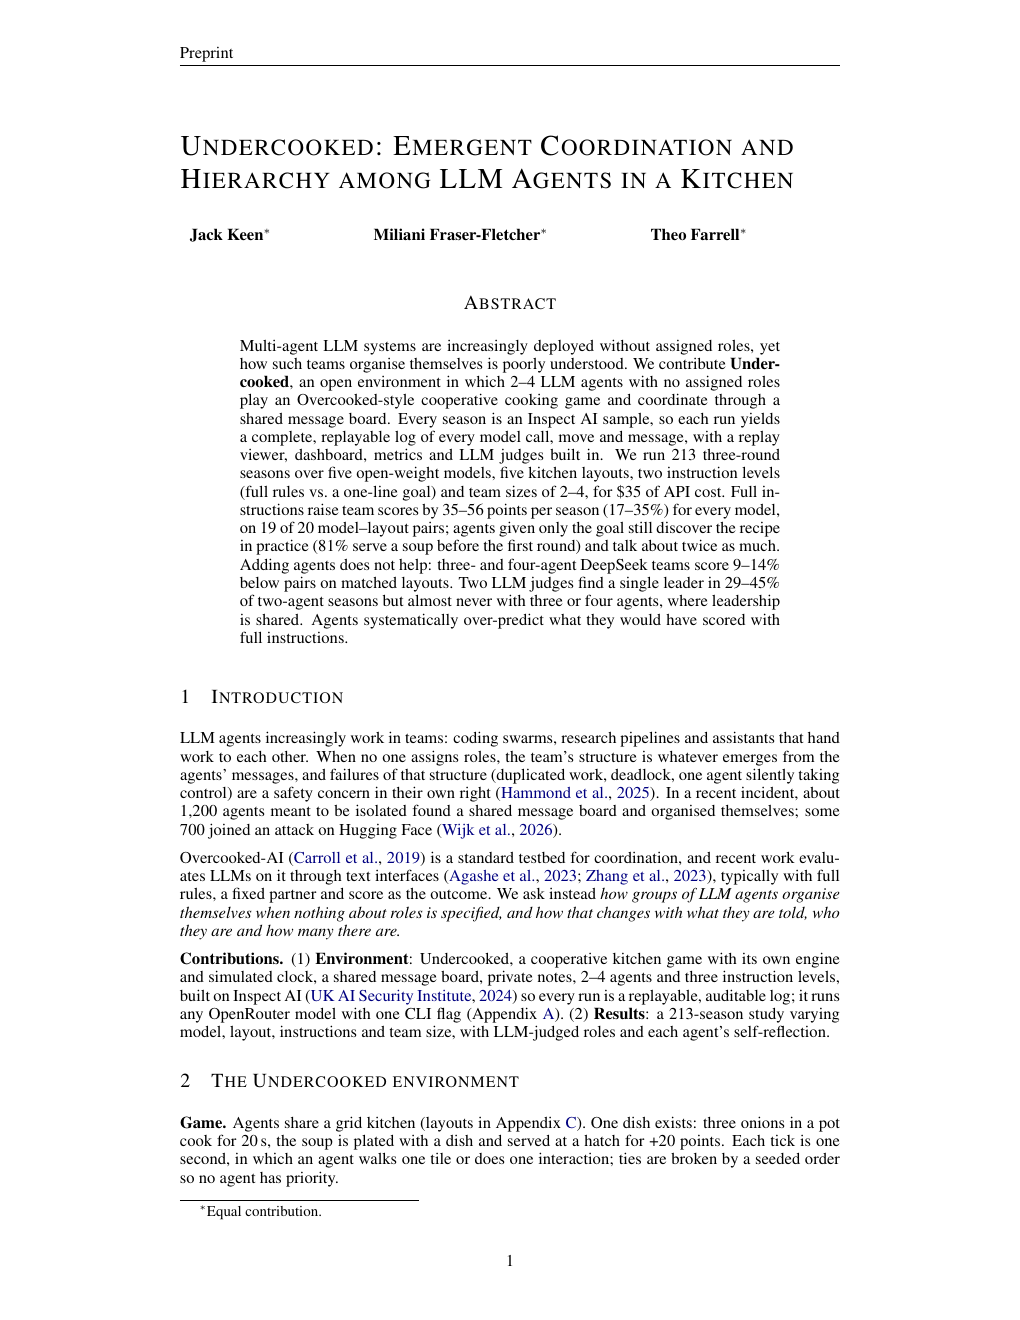 Preprint
UNDERCOOKED: EMERGENT COORDINATION AND
HIERARCHY AMONG LLM AGENTS IN A KITCHEN
Jack Keen* Miliani Fraser-Fletcher* Theo Farrell*
ABSTRACT
Multi-agent LLM systems are increasingly deployed without assigned roles, yet
how such teams organise themselves is poorly understood. We contribute Under-
cooked, an open environment in which 2–4 LLM agents with no assigned roles
play an Overcooked-style cooperative cooking game and coordinate through a
shared message board. Every season is an Inspect AI sample, so each run yields
a complete, replayable log of every model call, move and message, with a replay
viewer, dashboard, metrics and LLM judges built in. We run 213 three-round
seasons over five open-weight models, five kitchen layouts, two instruction levels
(full rules vs. a one-line goal) and team sizes of 2–4, for $35 of API cost. Full in-
structions raise team scores by 35–56 points per season (17–35%) for every model,
on 19 of 20 model–layout pairs; agents given only the goal still discover the recipe
in practice (81% serve a soup before the first round) and talk about twice as much.
Adding agents does not help: three- and four-agent DeepSeek teams score 9–14%
below pairs on matched layouts. Two LLM judges find a single leader in 29–45%
of two-agent seasons but almost never with three or four agents, where leadership
is shared. Agents systematically over-predict what they would have scored with
full instructions.
1 INTRODUCTION
LLM agents increasingly work in teams: coding swarms, research pipelines and assistants that hand
work to each other. When no one assigns roles, the team's structure is whatever emerges from the
agents' messages, and failures of that structure (duplicated work, deadlock, one agent silently taking
control) are a safety concern in their own right (Hammond et al., 2025). In a recent incident, about
1,200 agents meant to be isolated found a shared message board and organised themselves; some
700 joined an attack on Hugging Face (Wijk et al., 2026).
Overcooked-AI (Carroll et al., 2019) is a standard testbed for coordination, and recent work evalu-
ates LLMs on it through text interfaces (Agashe et al., 2023; Zhang et al., 2023), typically with full
rules, a fixed partner and score as the outcome. We ask instead how groups of LLM agents organise
themselves when nothing about roles is specified, and how that changes with what they are told, who
they are and how many there are.
Contributions. (1) Environment: Undercooked, a cooperative kitchen game with its own engine
and simulated clock, a shared message board, private notes, 2–4 agents and three instruction levels,
built on Inspect AI (UK AI Security Institute, 2024) so every run is a replayable, auditable log; it runs
any OpenRouter model with one CLI flag (Appendix A). (2) Results: a 213-season study varying
model, layout, instructions and team size, with LLM-judged roles and each agent's self-reflection.
2 THE UNDERCOOKED ENVIRONMENT
Game. Agents share a grid kitchen (layouts in Appendix C). One dish exists: three onions in a pot
cook for 20 s, the soup is plated with a dish and served at a hatch for +20 points. Each tick is one
second, in which an agent walks one tile or does one interaction; ties are broken by a seeded order
so no agent has priority.
*Equal contribution.
1